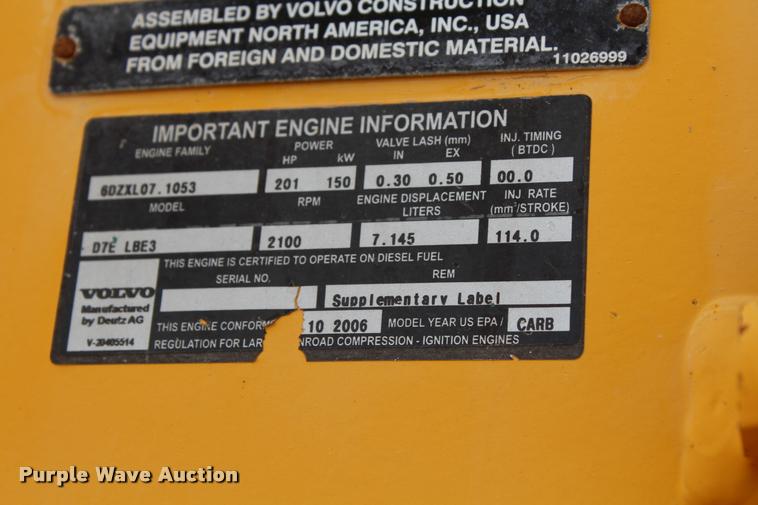 ASSEMBLED BY VOLVO CONSTRUCTION
EQUIPMENT NORTH AMERICA, INC., USA
FROM FOREIGN AND DOMESTIC MATERIAL.
11026999
IMPORTANT ENGINE INFORMATION
ENGINE FAMILY POWER VALVE LASH (mm) INJ. TIMING
HP kW IN EX (BTDC)
6DZXL07.1053 201 150 0.30 0.50 00.0
MODEL RPM ENGINE DISPLACEMENT LITERS INJ RATE (mm³/STROKE)
D7E LBE3 2100 7.145 114.0
THIS ENGINE IS CERTIFIED TO OPERATE ON DIESEL FUEL
SERIAL NO. REM
VOLVO
Manufactured
by Deutz AG
V-20405514
Supplementary Label
THIS ENGINE CONFORM 10 2006 MODEL YEAR US EPA / CARB
REGULATION FOR LAR NROAD COMPRESSION - IGNITION ENGINES
Purple Wave Auction